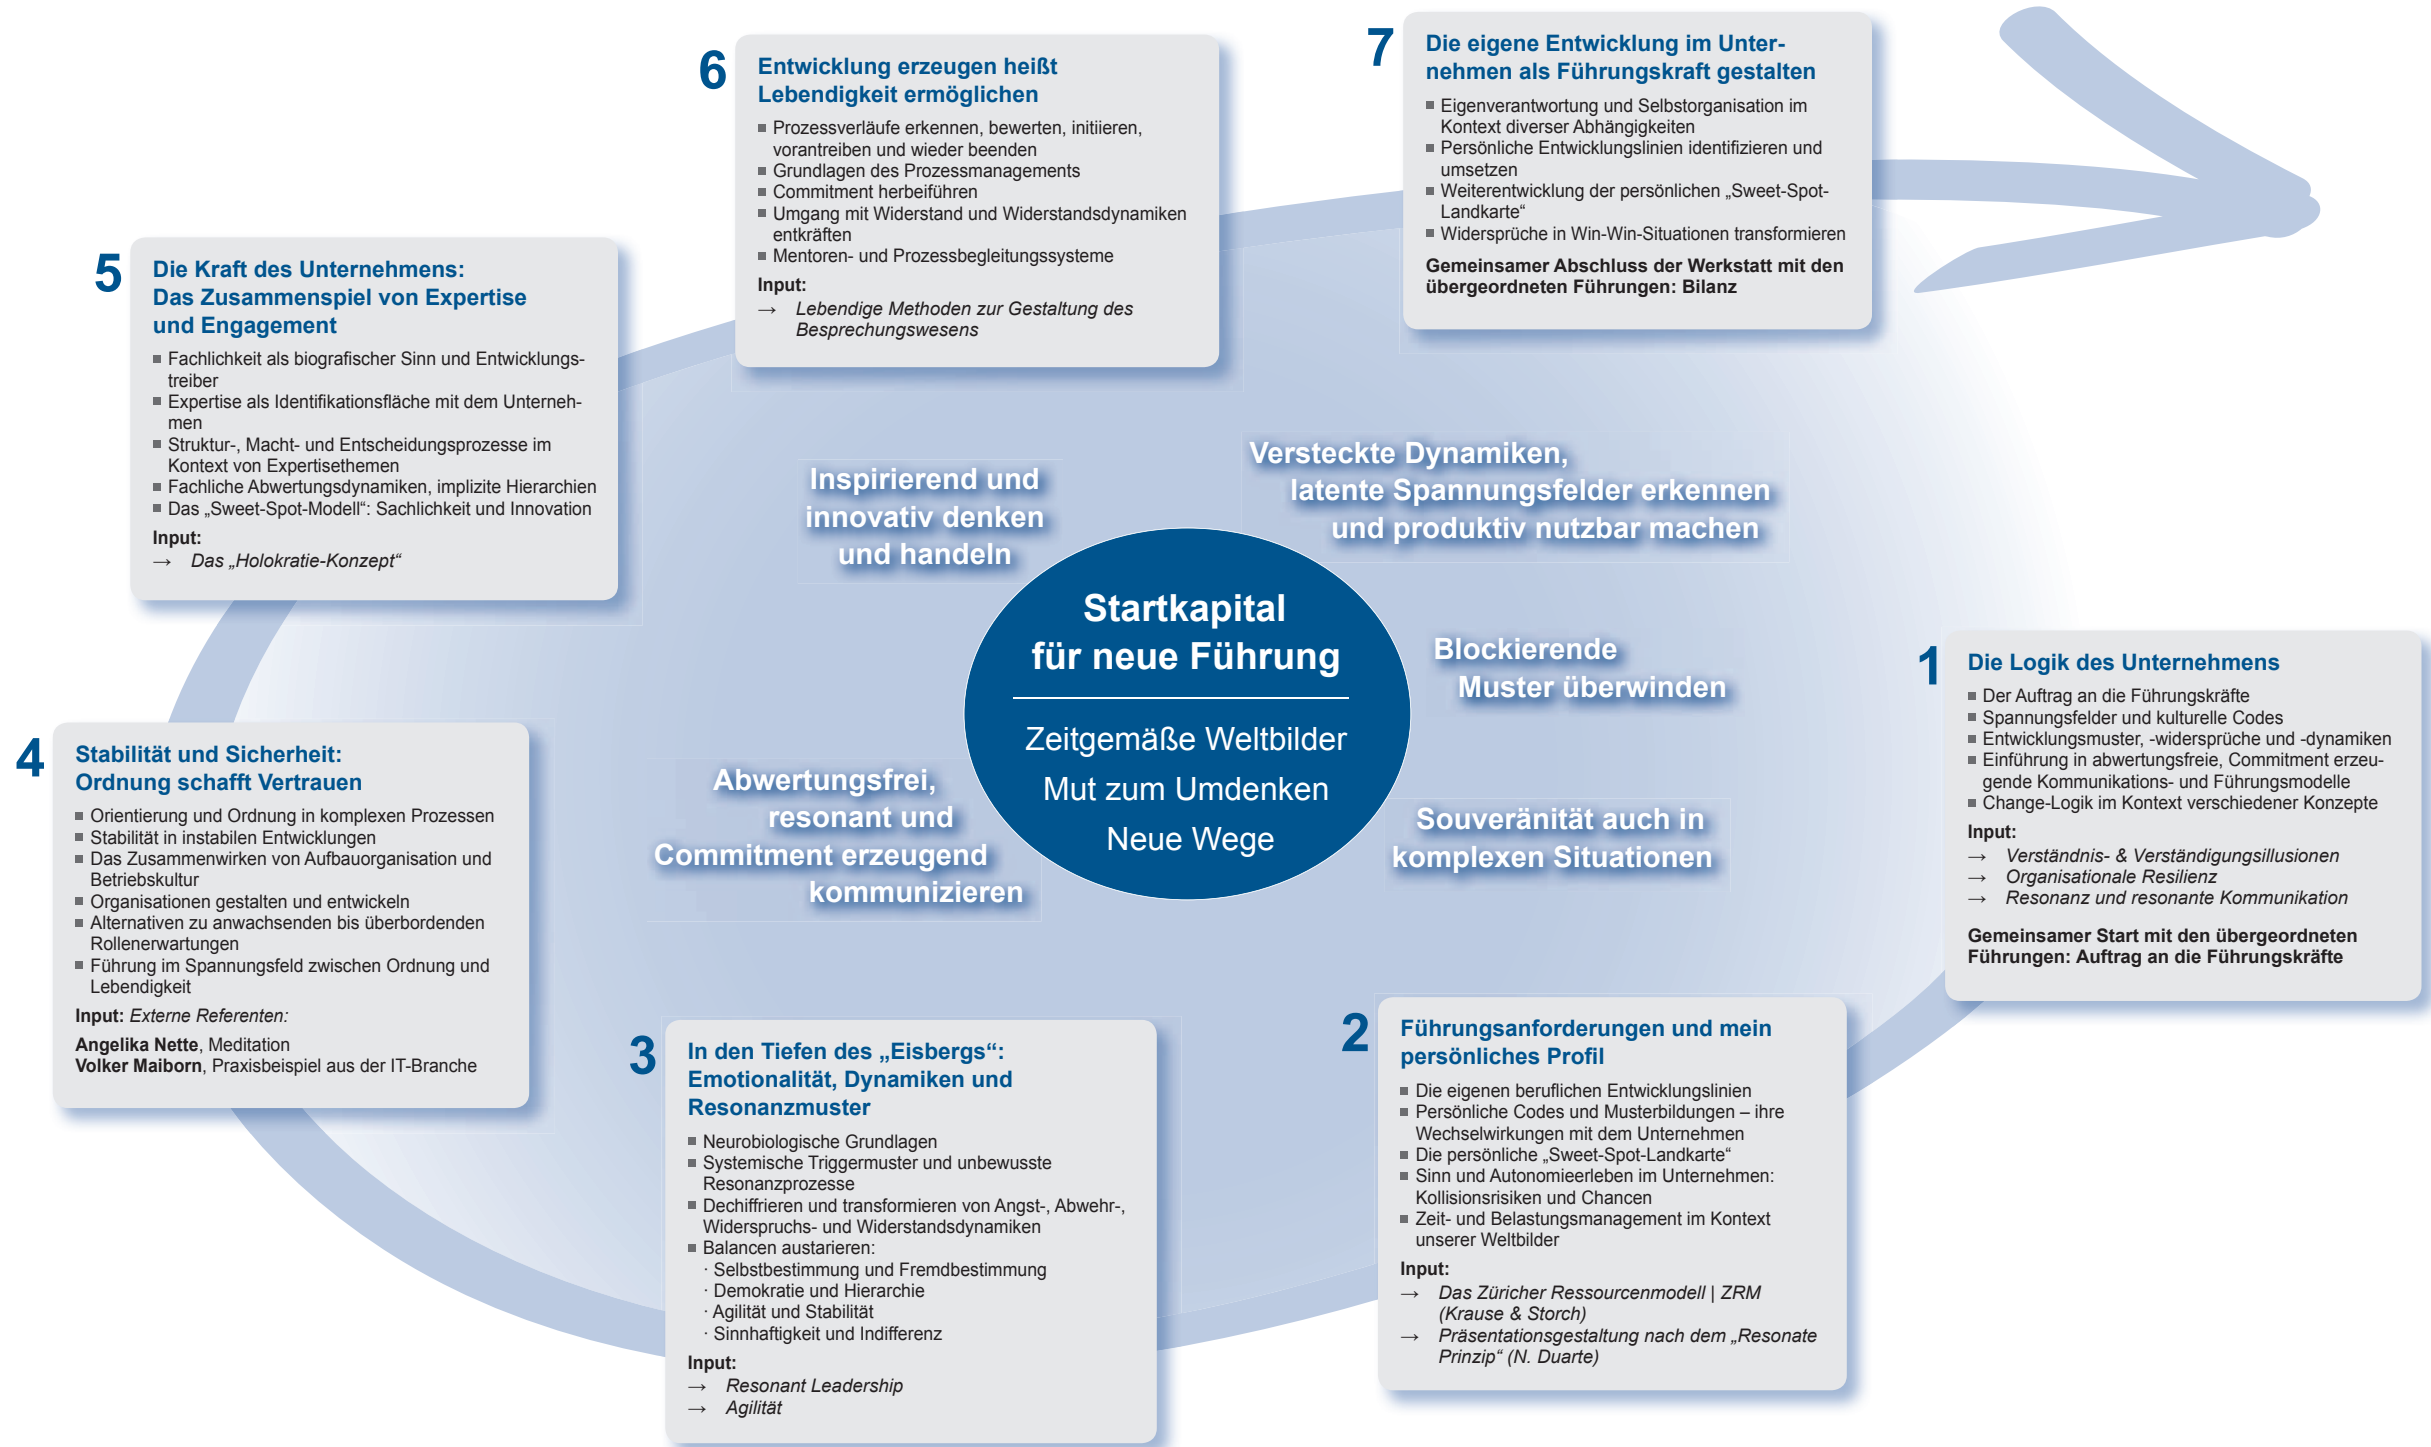 1
Die Logik des Unternehmens
■ Der Auftrag an die Führungskräfte
■ Spannungsfelder und kulturelle Codes
■ Entwicklungsmuster, -widersprüche und -dynamiken
■ Einführung in abwertungsfreie, Commitment erzeu-
gende Kommunikations- und Führungsmodelle
■ Change-Logik im Kontext verschiedener Konzepte
Input:
→ Verständnis- & Verständigungsillusionen
→ Organisationale Resilienz
→ Resonanz und resonante Kommunikation
Gemeinsamer Start mit den übergeordneten
Führungen: Auftrag an die Führungskräfte
2
Führungsanforderungen und mein
persönliches Profil
■ Die eigenen beruflichen Entwicklungslinien
■ Persönliche Codes und Musterbildungen – ihre
Wechselwirkungen mit dem Unternehmen
■ Die persönliche „Sweet-Spot-Landkarte“
■ Sinn und Autonomieerleben im Unternehmen:
Kollisionsrisiken und Chancen
■ Zeit- und Belastungsmanagement im Kontext
unserer Weltbilder
Input:
→ Das Züricher Ressourcenmodell | ZRM
(Krause & Storch)
→ Präsentationsgestaltung nach dem „Resonate
Prinzip“ (N. Duarte)
3
In den Tiefen des „Eisbergs“:
Emotionalität, Dynamiken und
Resonanzmuster
■ Neurobiologische Grundlagen
■ Systemische Triggermuster und unbewusste
Resonanzprozesse
■ Dechiffrieren und transformieren von Angst-, Abwehr-,
Widerspruchs- und Widerstandsdynamiken
■ Balancen austarieren:
· Selbstbestimmung und Fremdbestimmung
· Demokratie und Hierarchie
· Agilität und Stabilität
· Sinnhaftigkeit und Indifferenz
Input:
→ Resonant Leadership
→ Agilität
4
Stabilität und Sicherheit:
Ordnung schafft Vertrauen
■ Orientierung und Ordnung in komplexen Prozessen
■ Stabilität in instabilen Entwicklungen
■ Das Zusammenwirken von Aufbauorganisation und
Betriebskultur
■ Organisationen gestalten und entwickeln
■ Alternativen zu anwachsenden bis überbordenden
Rollenerwartungen
■ Führung im Spannungsfeld zwischen Ordnung und
Lebendigkeit
Input: Externe Referenten:
Angelika Nette, Meditation
Volker Maiborn, Praxisbeispiel aus der IT-Branche
5
Die Kraft des Unternehmens:
Das Zusammenspiel von Expertise
und Engagement
■ Fachlichkeit als biografischer Sinn und Entwicklungs-
treiber
■ Expertise als Identifikationsfläche mit dem Unterneh-
men
■ Struktur-, Macht- und Entscheidungsprozesse im
Kontext von Expertisethemen
■ Fachliche Abwertungsdynamiken, implizite Hierarchien
■ Das „Sweet-Spot-Modell“: Sachlichkeit und Innovation
Input:
→ Das „Holokratie-Konzept“
6
Entwicklung erzeugen heißt
Lebendigkeit ermöglichen
■ Prozessverläufe erkennen, bewerten, initiieren,
vorantreiben und wieder beenden
■ Grundlagen des Prozessmanagements
■ Commitment herbeiführen
■ Umgang mit Widerstand und Widerstandsdynamiken
entkräften
■ Mentoren- und Prozessbegleitungssysteme
Input:
→ Lebendige Methoden zur Gestaltung des
Besprechungswesens
7
Die eigene Entwicklung im Unter-
nehmen als Führungskraft gestalten
■ Eigenverantwortung und Selbstorganisation im
Kontext diverser Abhängigkeiten
■ Persönliche Entwicklungslinien identifizieren und
umsetzen
■ Weiterentwicklung der persönlichen „Sweet-Spot-
Landkarte“
■ Widersprüche in Win-Win-Situationen transformieren
Gemeinsamer Abschluss der Werkstatt mit den
übergeordneten Führungen: Bilanz
Inspirierend und
innovativ denken
und handeln
Versteckte Dynamiken,
latente Spannungsfelder erkennen
und produktiv nutzbar machen
Startkapital
für neue Führung
Zeitgemäße Weltbilder
Mut zum Umdenken
Neue Wege
Blockierende
Muster überwinden
Abwertungsfrei,
resonant und
Commitment erzeugend
kommunizieren
Souveränität auch in
komplexen Situationen